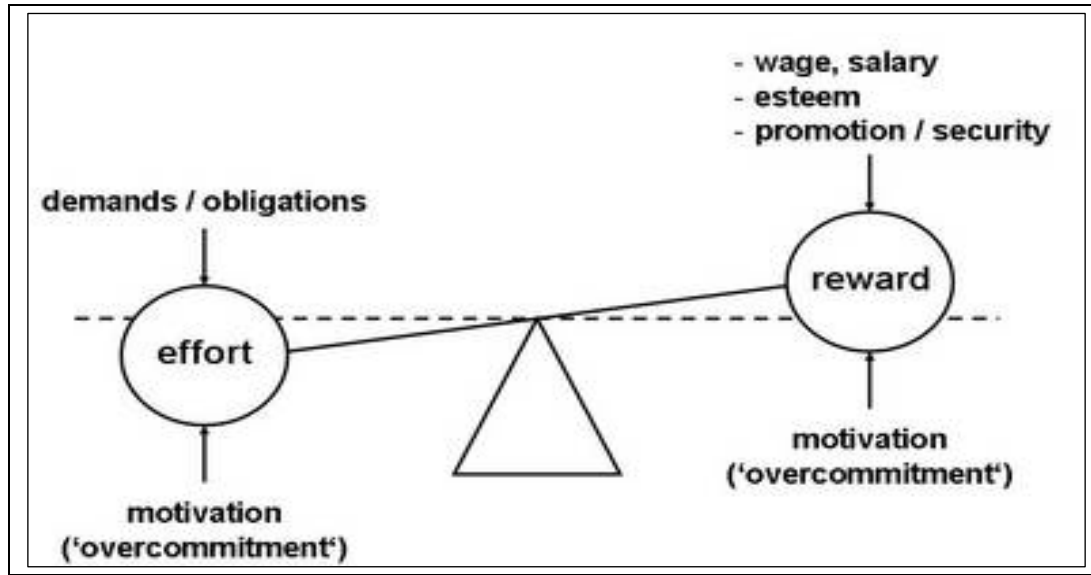 - wage, salary
- esteem
- promotion / security
demands / obligations
reward
effort
motivation
(‘overcommitment‘)
motivation
(‘overcommitment‘)